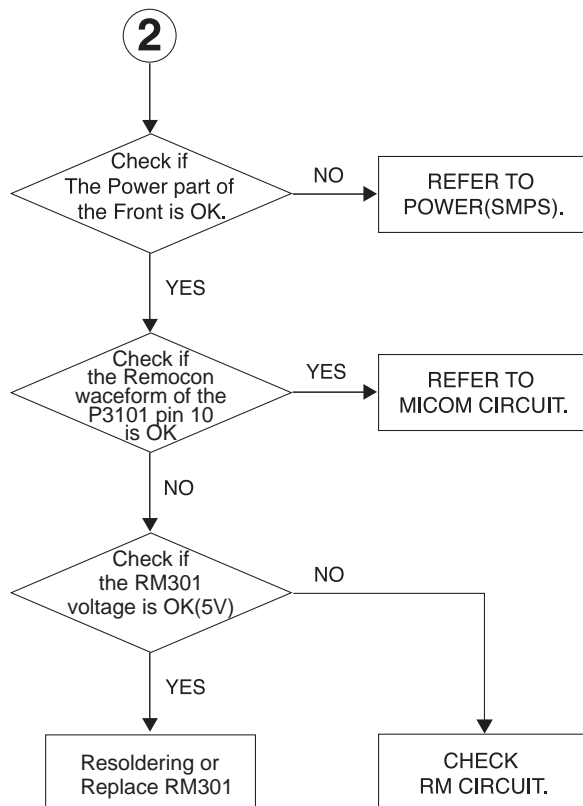 2
Check if
The Power part of
the Front is OK.
NO
REFER TO
POWER(SMPS).
YES
Check if
the Remocon
waceform of the
P3101 pin 10
is OK
YES
REFER TO
MICOM CIRCUIT.
NO
Check if
the RM301
voltage is OK(5V)
NO
YES
Resoldering or
Replace RM301
CHECK
RM CIRCUIT.